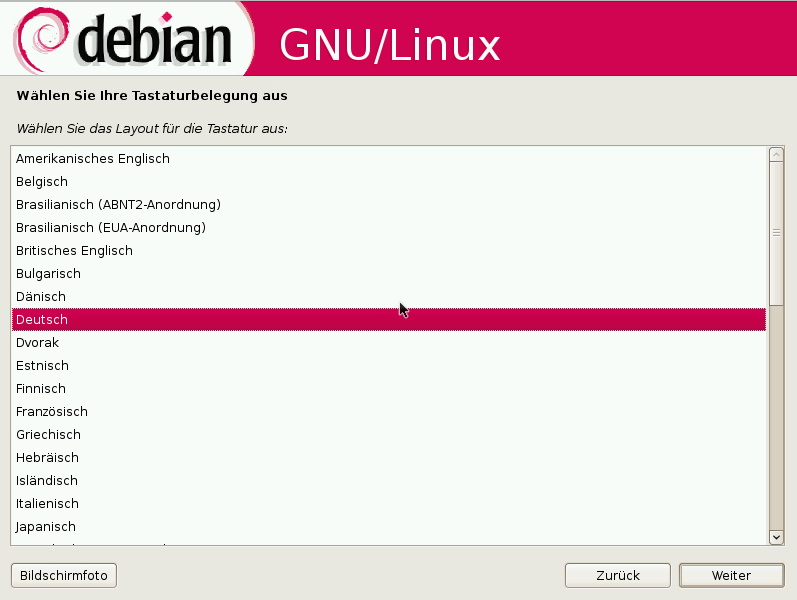 debian GNU/Linux
Wählen Sie Ihre Tastaturbelegung aus
Wählen Sie das Layout für die Tastatur aus:
Amerikanisches Englisch
Belgisch
Brasilianisch (ABNT2-Anordnung)
Brasilianisch (EUA-Anordnung)
Britisches Englisch
Bulgarisch
Dänisch
Deutsch
Dvorak
Estnisch
Finnisch
Französisch
Griechisch
Hebräisch
Isländisch
Italienisch
Japanisch
Bildschirmfoto Zurück Weiter